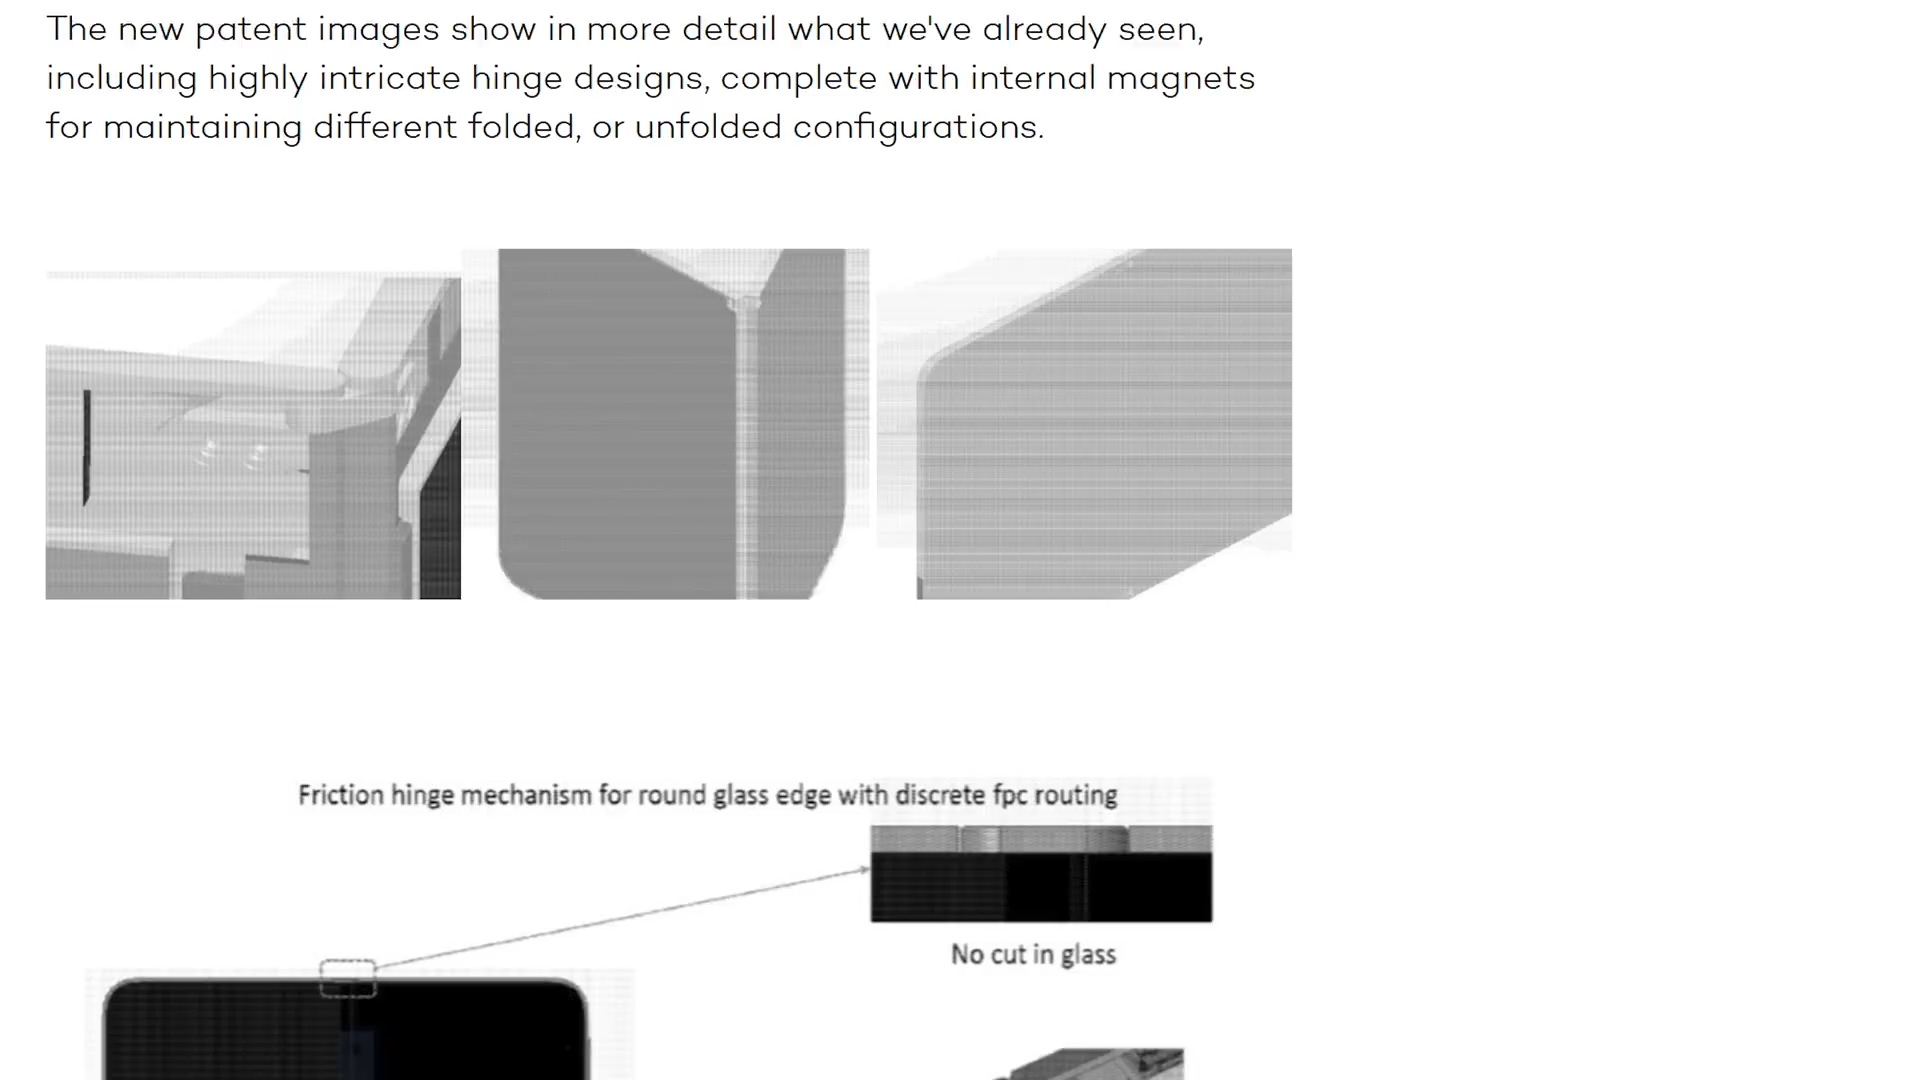 The new patent images show in more detail what we've already seen,
including highly intricate hinge designs, complete with internal magnets
for maintaining different folded, or unfolded configurations.
Friction hinge mechanism for round glass edge with discrete fpc routing
No cut in glass